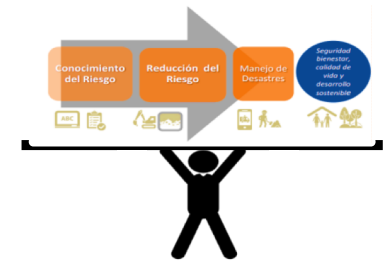 Conocimiento
del Riesgo
Reducción del
Riesgo
Manejo de
Desastres
Seguridad
bienestar,
calidad de
vida y
desarrollo
sostenible
ABC